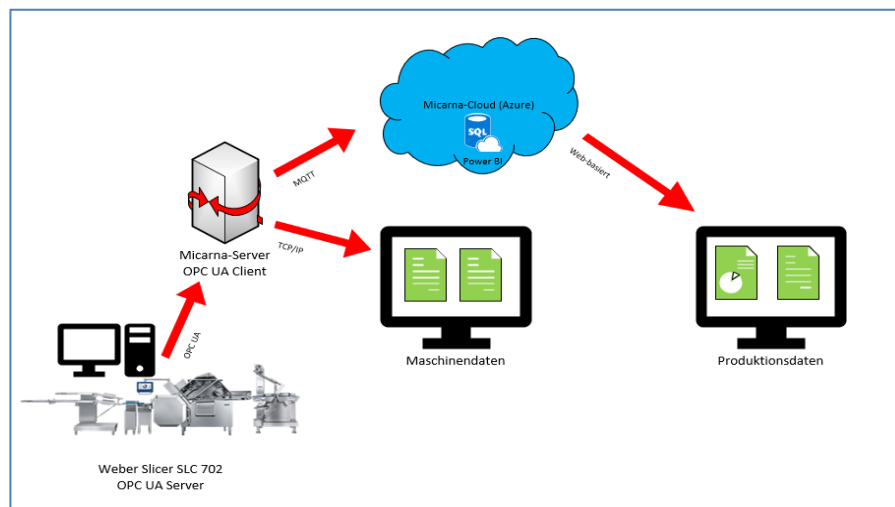 Micarna-Cloud (Azure)
SQL
Power BI
MQTT
Web-basiert
TCP/IP
Micarna-Server
OPC UA Client
OPC UA
Maschinendaten
Produktionsdaten
Weber Slicer SLC 702
OPC UA Server